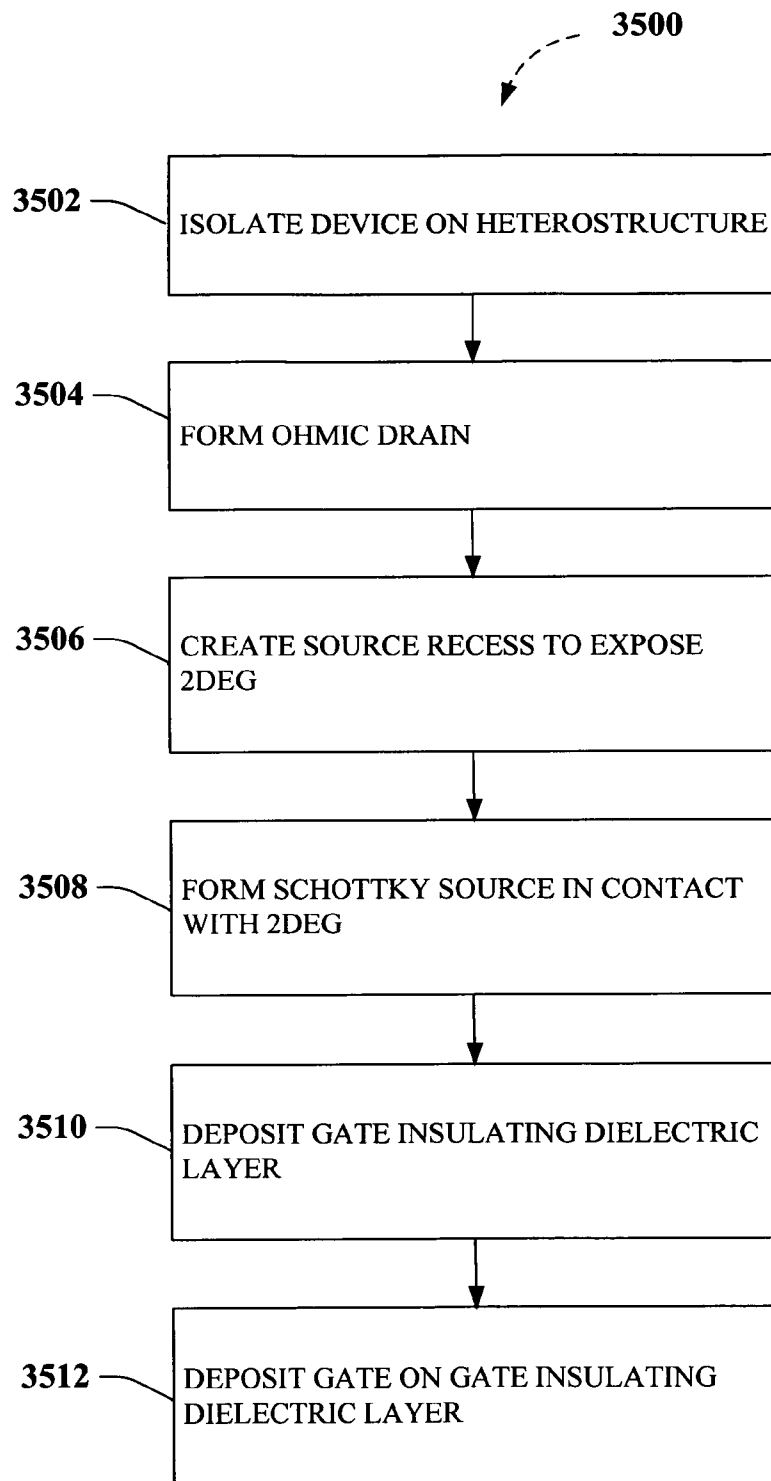 3500
3502
ISOLATE DEVICE ON HETEROSTRUCTURE
3504
FORM OHMIC DRAIN
3506
CREATE SOURCE RECESS TO EXPOSE
2DEG
3508
FORM SCHOTTKY SOURCE IN CONTACT
WITH 2DEG
3510
DEPOSIT GATE INSULATING DIELECTRIC
LAYER
3512
DEPOSIT GATE ON GATE INSULATING
DIELECTRIC LAYER